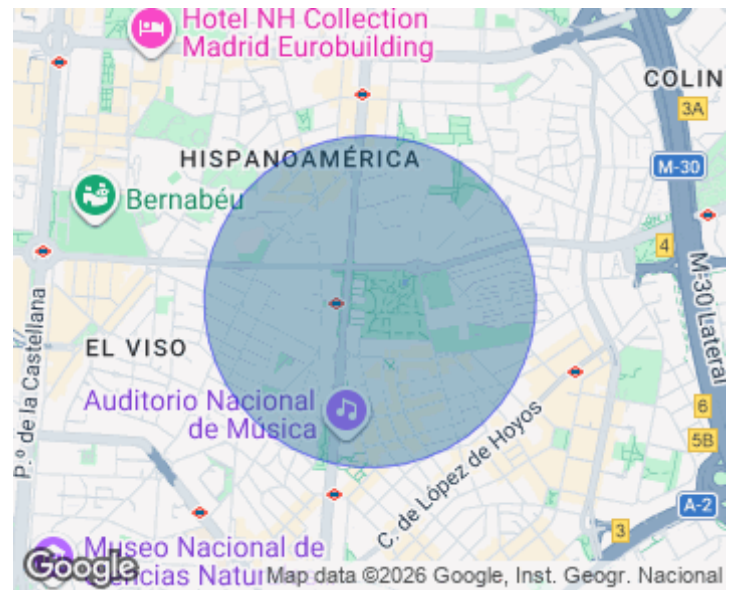 Hotel NH Collection
Madrid Eurobuilding
COLIN
3A
HISPANOAMÉRICA
M-30
Bernabéu
4
M-30 Lateral
P.º de la Castellana
EL VISO
Auditorio Nacional
de Música
6
5B
C. de López de Hoyos
A-2
3
Museo Nacional de
Google
Map data ©2026 Google, Inst. Geogr. Nacional